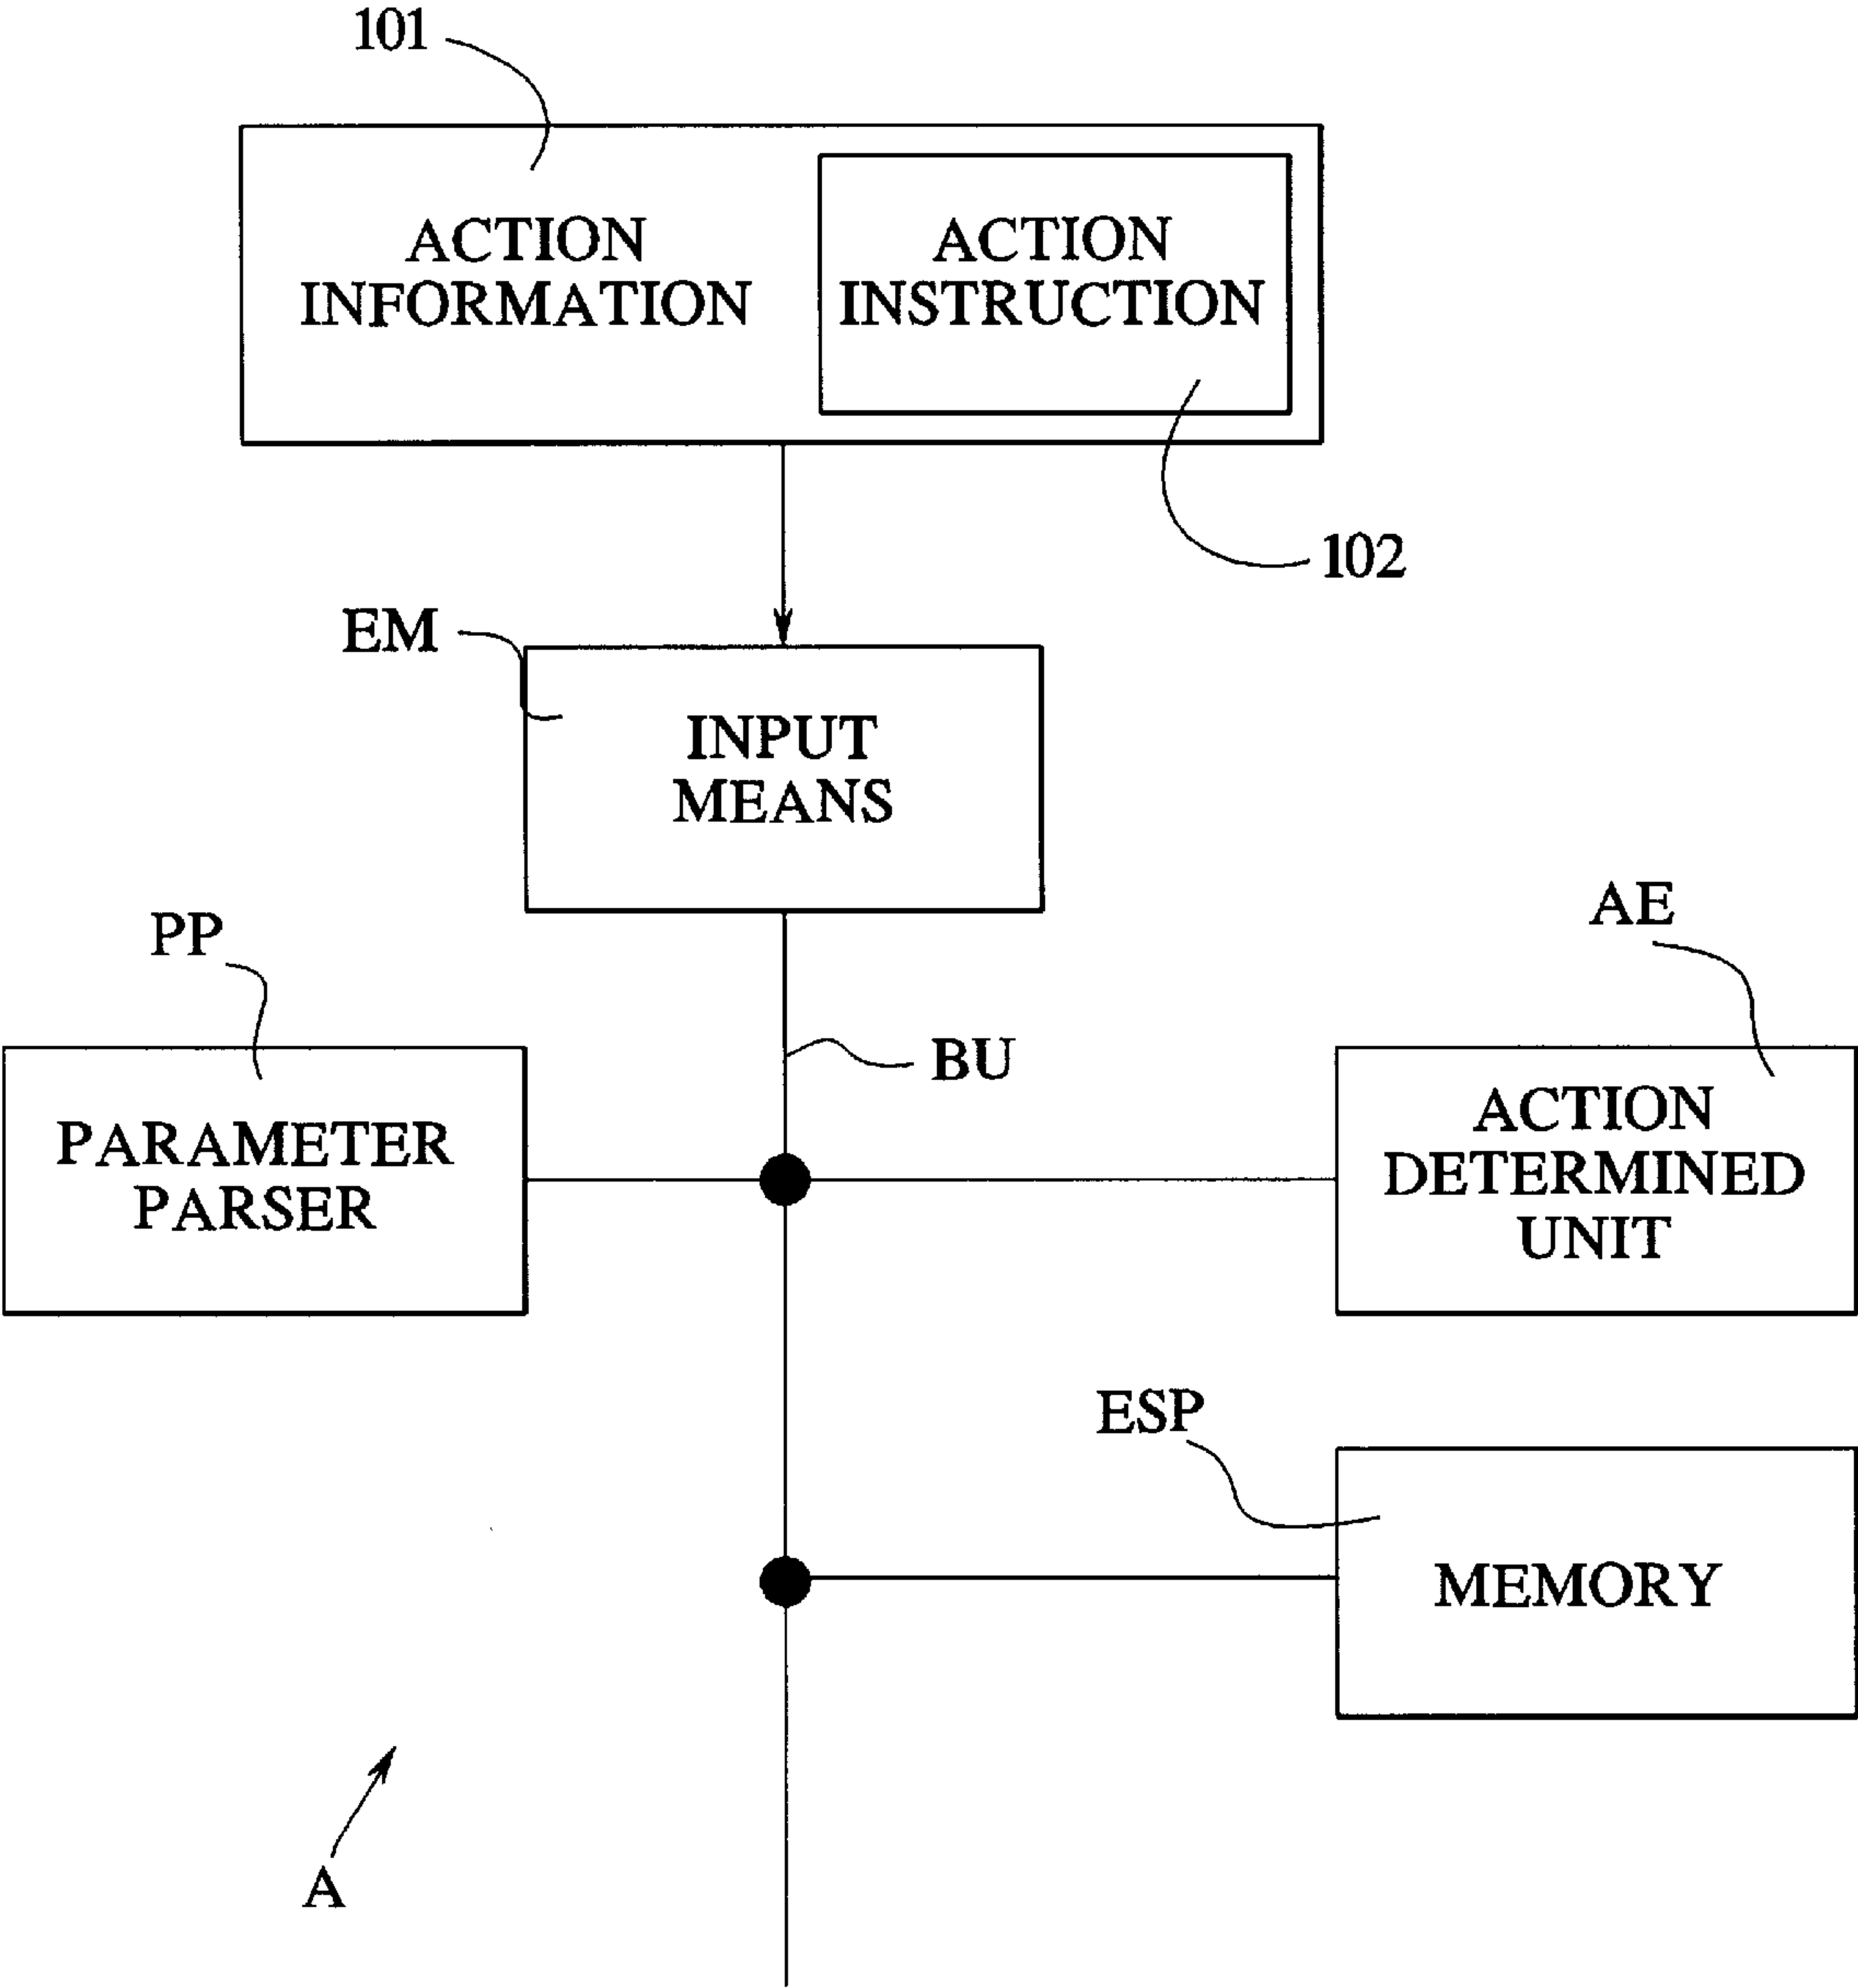 101
ACTION
INFORMATION
ACTION
INSTRUCTION
102
EM
INPUT
MEANS
PP
AE
BU
PARAMETER
PARSER
ACTION
DETERMINED
UNIT
ESP
MEMORY
A